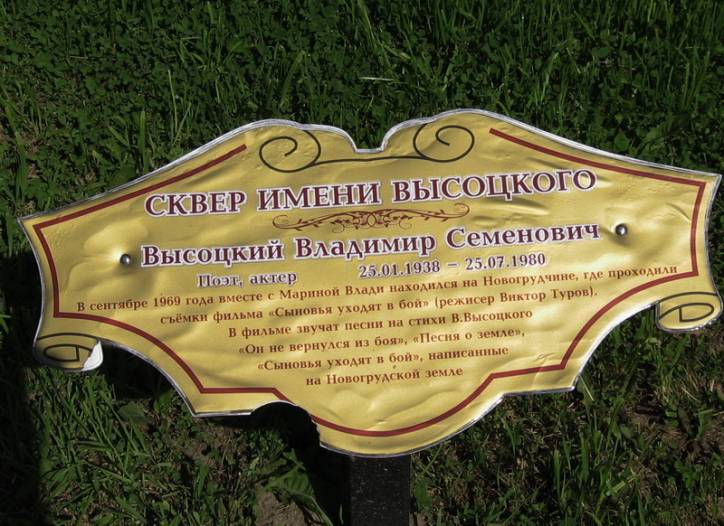 СКВЕР ИМЕНИ ВЫСОЦКОГО
Высоцкий Владимир Семенович
Поэт, актер 25.01.1938 – 25.07.1980
В сентябре 1969 года вместе с Мариной Влади находился на Новогрудчине, где проходили
съёмки фильма «Сыновья уходят в бой» (режисер Виктор Туров).
В фильме звучат песни на стихи В.Высоцкого
«Он не вернулся из боя», «Песня о земле»,
«Сыновья уходят в бой», написанные
на Новогрудской земле